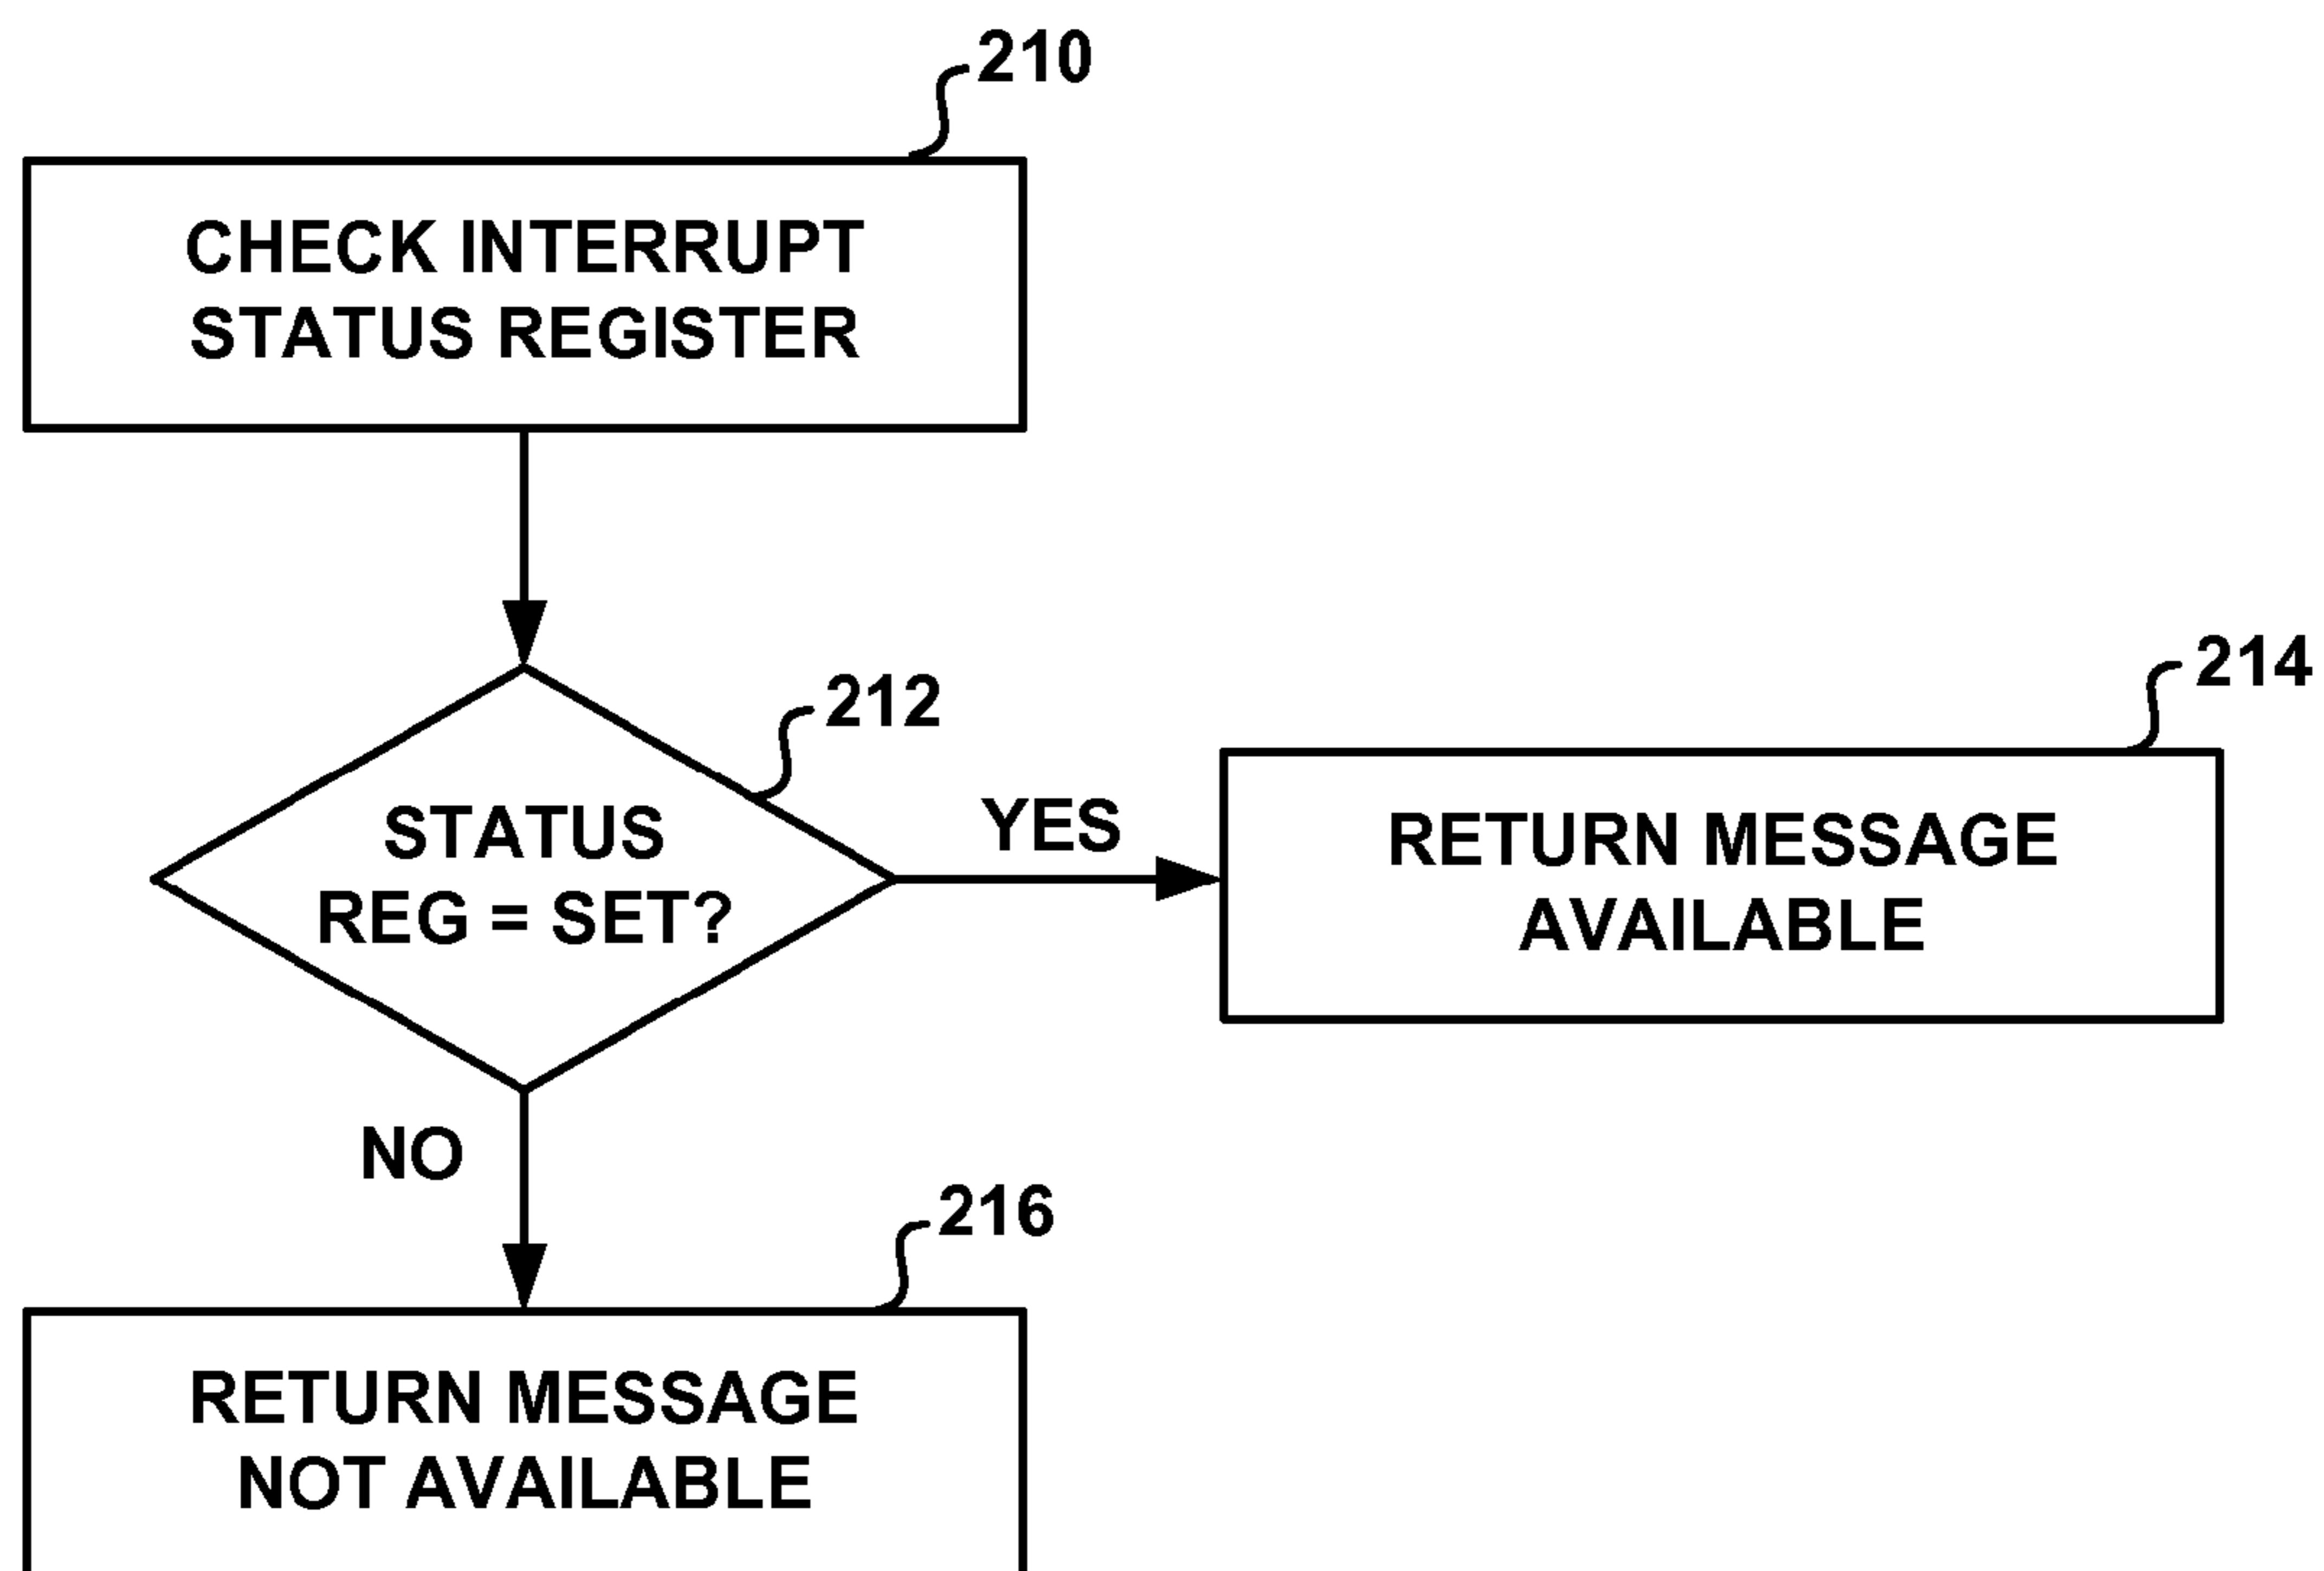 210
CHECK INTERRUPT
STATUS REGISTER
212
STATUS
REG = SET?
YES
214
RETURN MESSAGE
AVAILABLE
NO
216
RETURN MESSAGE
NOT AVAILABLE